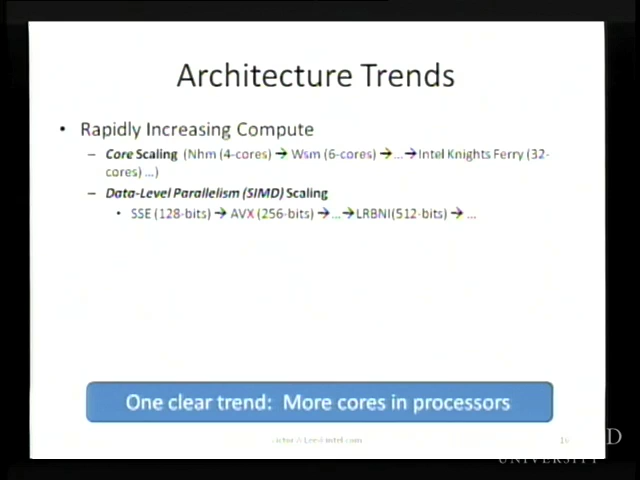 Architecture Trends
• Rapidly Increasing Compute
– Core Scaling (Nhm (4-cores) → Wsm (6-cores) →...→Intel Knights Ferry (32-
cores) ...)
– Data-Level Parallelism (SIMD) Scaling
• SSE (128-bits) → AVX (256-bits) →...→LRBNI(512-bits) → ...
One clear trend: More cores in processors
16
D
UNIVERSITY